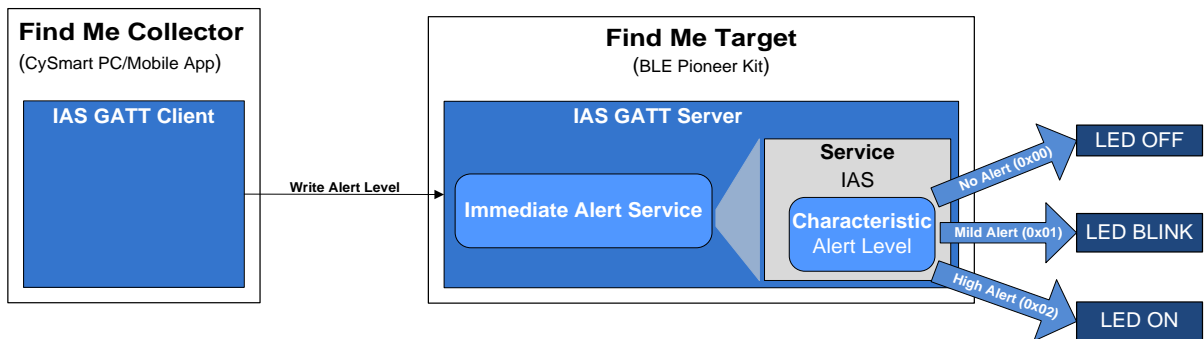 Find Me Collector
(CySmart PC/Mobile App)
IAS GATT Client
Write Alert Level
Find Me Target
(BLE Pioneer Kit)
IAS GATT Server
Immediate Alert Service
Service
IAS
Characteristic
Alert Level
No Alert (0x00)
Mild Alert (0x01)
High Alert (0x02)
LED OFF
LED BLINK
LED ON